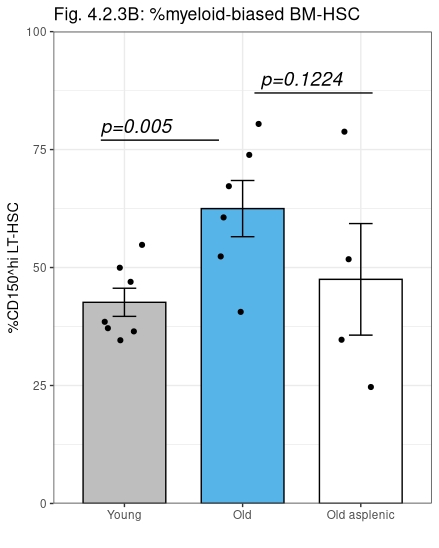 Fig. 4.2.3B: %myeloid-biased BM-HSC
100
p=0.1224
p=0.005
75
%CD150^hi LT-HSC
50
25
0
Young Old Old asplenic